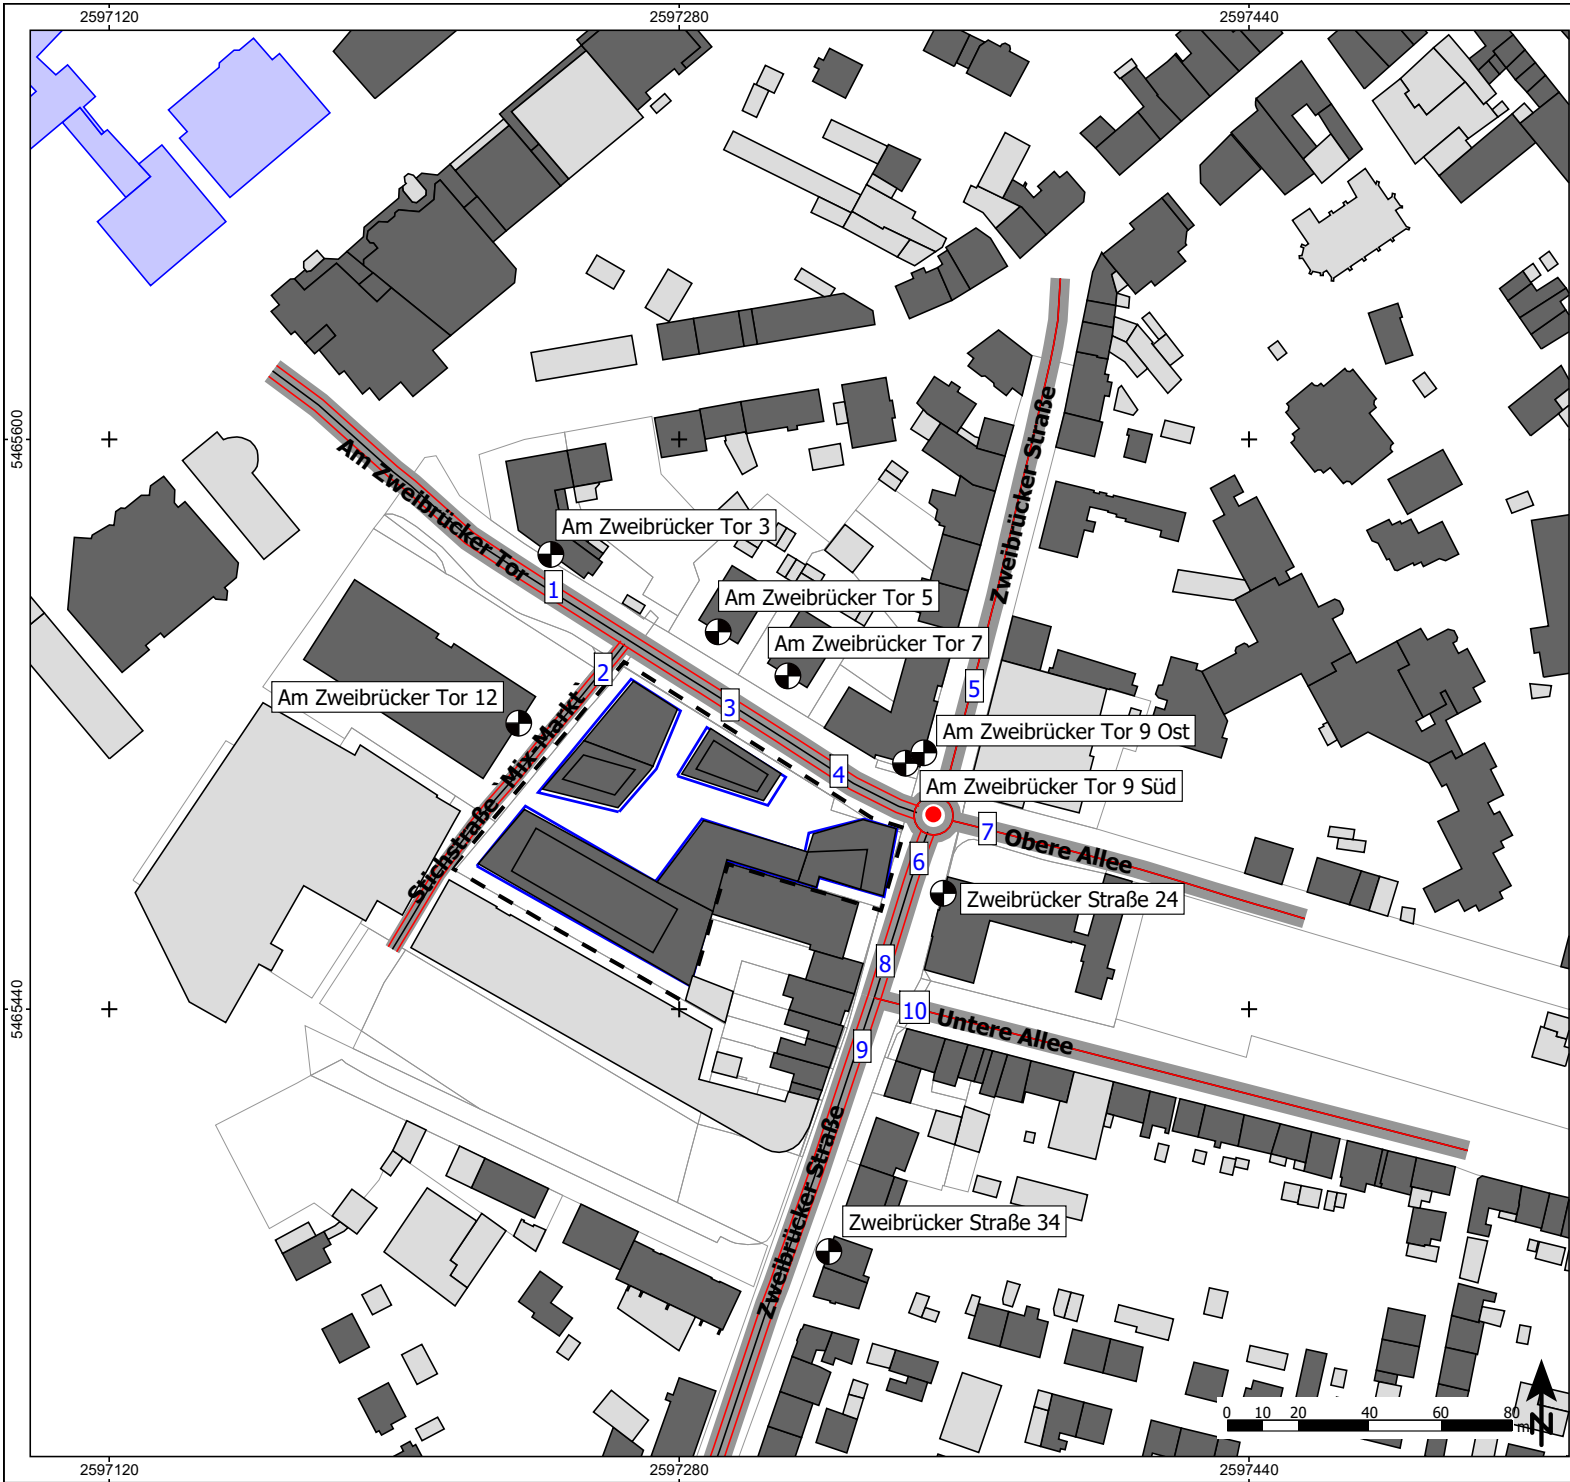 2597120
2597280
2597440
5465600
Zweibrücker Straße
Am Zweibrücker Tor
Am Zweibrücker Tor 3
1
Am Zweibrücker Tor 5
Am Zweibrücker Tor 7
2
5
Am Zweibrücker Tor 12
3
Am Zweibrücker Tor 9 Ost
4
Am Zweibrücker Tor 9 Süd
Stichstraße `Mix-Markt´
7
Obere Allee
6
Zweibrücker Straße 24
8
5465440
10
Untere Allee
9
Zweibrücker Straße
Zweibrücker Straße 34
0 10 20 40 60 80
m
N
2597120
2597280
2597440